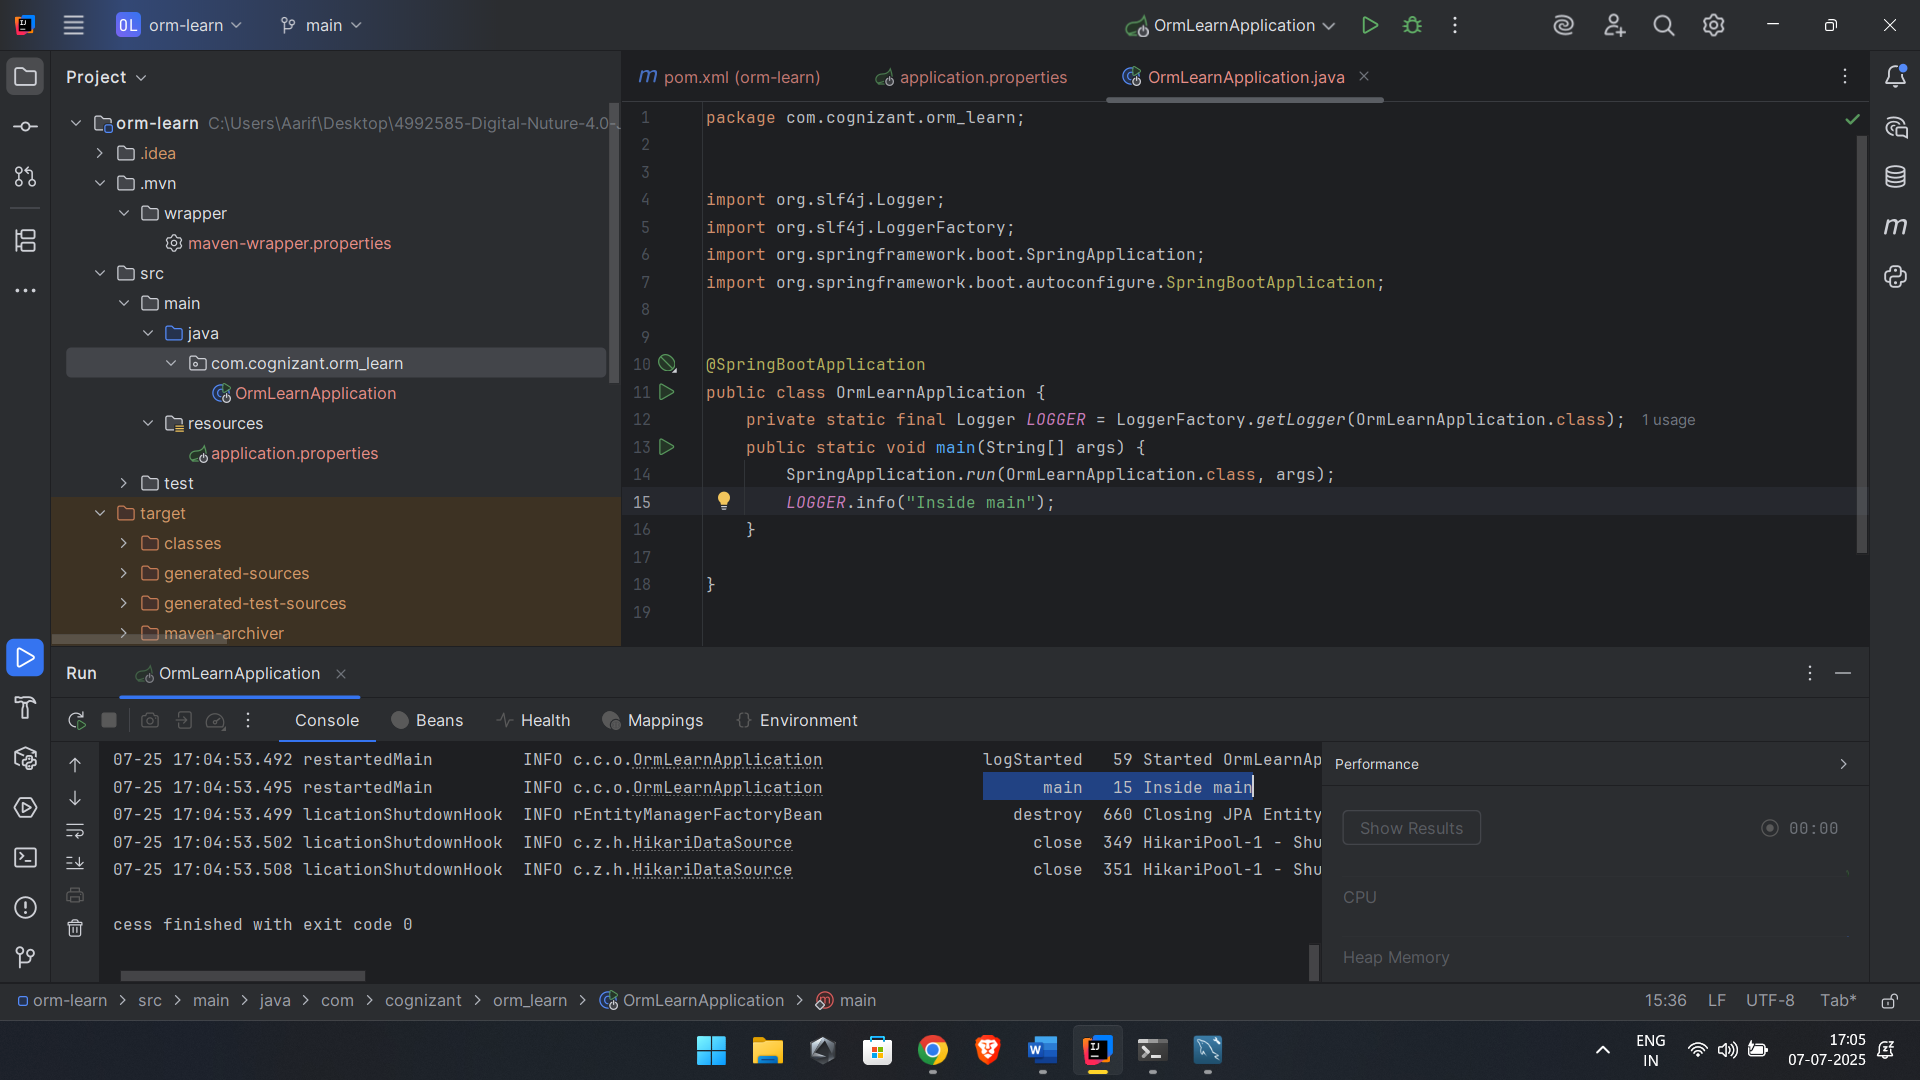 OL orm-learn main OrmLearnApplication
Project
pom.xml (orm-learn) application.properties OrmLearnApplication.java
orm-learn C:\Users\Aarif\Desktop\4992585-Digital-Nuture-4.0-
.idea
.mvn
wrapper
maven-wrapper.properties
src
main
java
com.cognizant.orm_learn
OrmLearnApplication
resources
application.properties
test
target
classes
generated-sources
generated-test-sources
maven-archiver
1 package com.cognizant.orm_learn;
2
3
4 import org.slf4j.Logger;
5 import org.slf4j.LoggerFactory;
6 import org.springframework.boot.SpringApplication;
7 import org.springframework.boot.autoconfigure.SpringBootApplication;
8
9
10 @SpringBootApplication
11 public class OrmLearnApplication {
12 private static final Logger LOGGER = LoggerFactory.getLogger(OrmLearnApplication.class); 1 usage
13 public static void main(String[] args) {
14 SpringApplication.run(OrmLearnApplication.class, args);
15 LOGGER.info("Inside main");
16 }
17
18 }
19
Run OrmLearnApplication
Console Beans Health Mappings Environment
07-25 17:04:53.492 restartedMain INFO c.c.o.OrmLearnApplication logStarted 59 Started OrmLearnAp
07-25 17:04:53.495 restartedMain INFO c.c.o.OrmLearnApplication main 15 Inside main
07-25 17:04:53.499 licationShutdownHook INFO rEntityManagerFactoryBean destroy 660 Closing JPA Entity
07-25 17:04:53.502 licationShutdownHook INFO c.z.h.HikariDataSource close 349 HikariPool-1 - Shu
07-25 17:04:53.508 licationShutdownHook INFO c.z.h.HikariDataSource close 351 HikariPool-1 - Shu
cess finished with exit code 0
Performance
Show Results 00:00
CPU
Heap Memory
orm-learn > src > main > java > com > cognizant > orm_learn > OrmLearnApplication > main 15:36 LF UTF-8 Tab*
ENG
IN
17:05
07-07-2025